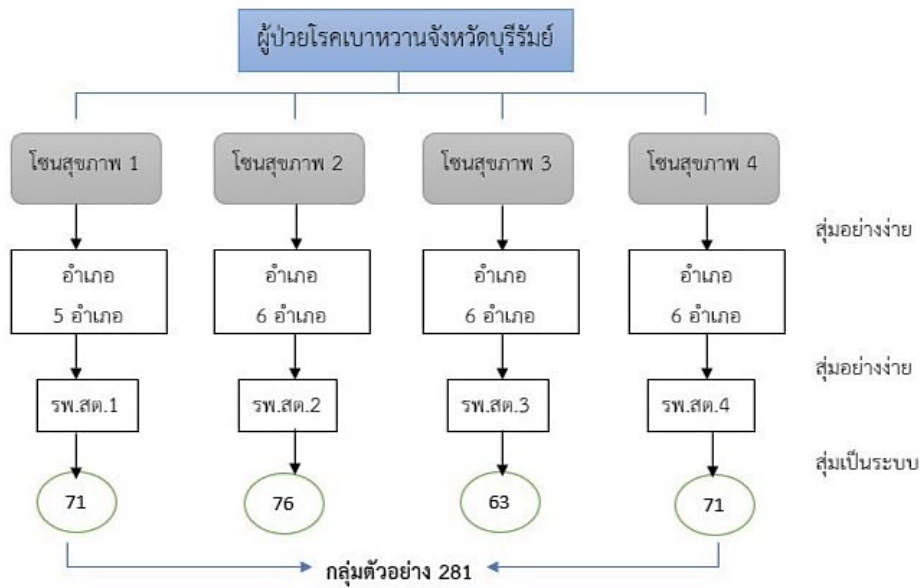 ผู้ป่วยโรคเบาหวานจังหวัดบุรีรัมย์
โซนสุขภาพ 1
โซนสุขภาพ 2
โซนสุขภาพ 3
โซนสุขภาพ 4
สุ่มอย่างง่าย
อำเภอ
5 อำเภอ
อำเภอ
6 อำเภอ
อำเภอ
6 อำเภอ
อำเภอ
6 อำเภอ
สุ่มอย่างง่าย
รพ.สต.1
รพ.สต.2
รพ.สต.3
รพ.สต.4
สุ่มเป็นระบบ
71
76
63
71
กลุ่มตัวอย่าง 281